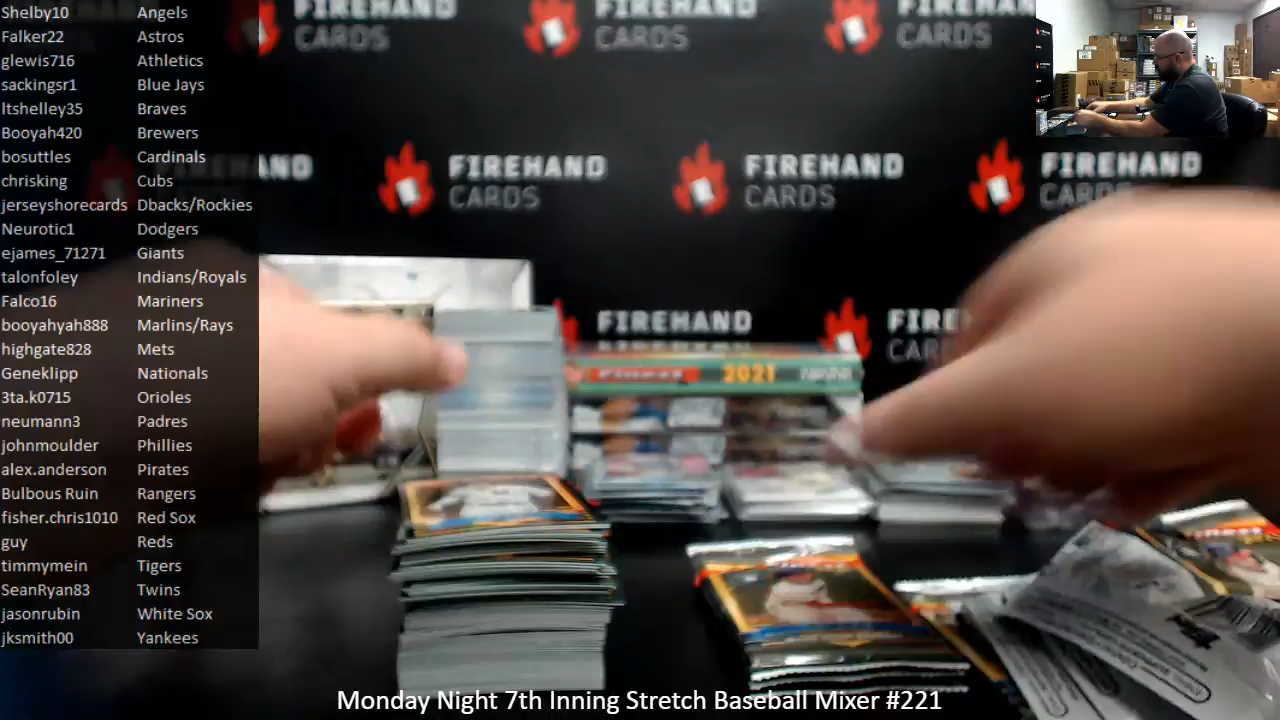 Shelby10 Angels
Falker22 Astros
glewis716 Athletics
sackingsr1 Blue Jays
ltshelley35 Braves
Booyah420 Brewers
bosuttles Cardinals
chrisking Cubs
jerseyshorecards Dbacks/Rockies
Neurotic1 Dodgers
ejames_71271 Giants
talonfoley Indians/Royals
Falco16 Mariners
booyahyah888 Marlins/Rays
highgate828 Mets
Geneklipp Nationals
3ta.k0715 Orioles
neumann3 Padres
johnmoulder Phillies
alex.anderson Pirates
Bulbous Ruin Rangers
fisher.chris1010 Red Sox
guy Reds
timmymein Tigers
SeanRyan83 Twins
jasonrubin White Sox
jksmith00 Yankees
FIREHAND
CARDS
FIREHAND
CARDS
FIREHAN
CARDS
HAND
FIREHAND
CARDS
FIREHAND
CARDS
FIREHAND
CARDS
FIREHAND
FIRE
CAR
2021
Monday Night 7th Inning Stretch Baseball Mixer #221